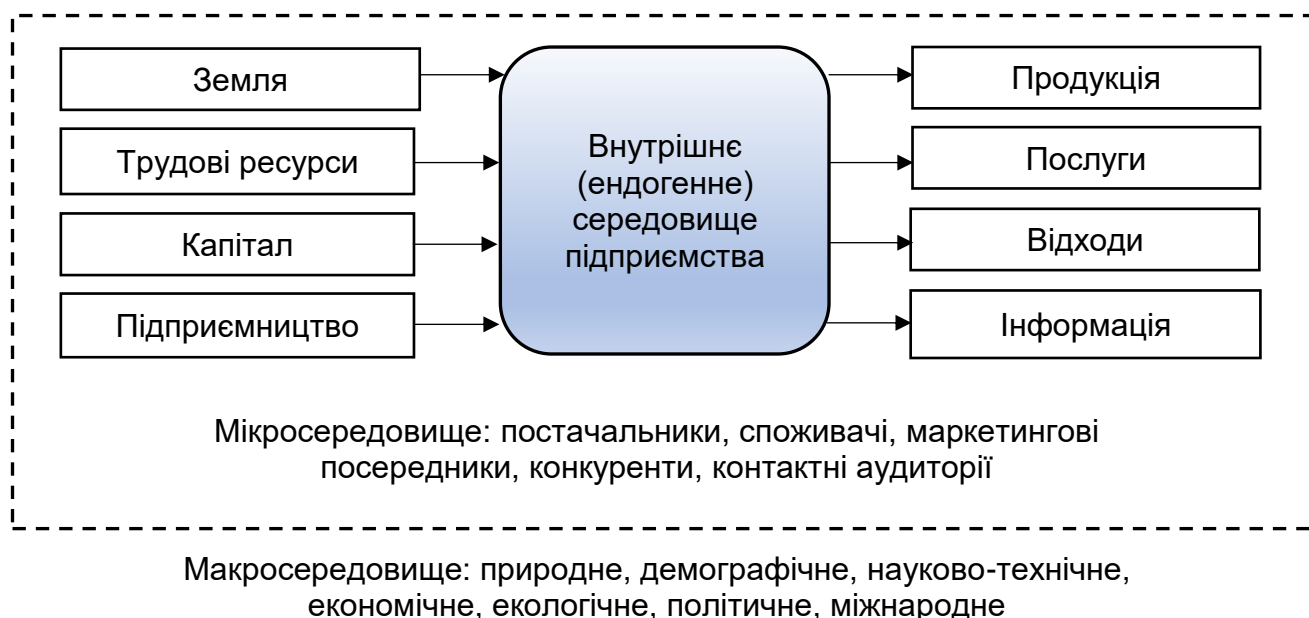 Земля
Трудові ресурси
Капітал
Підприємництво
Внутрішнє
(ендогенне)
середовище
підприємства
Продукція
Послуги
Відходи
Інформація
Мікросередовище: постачальники, споживачі, маркетингові
посередники, конкуренти, контактні аудиторії
Макросередовище: природне, демографічне, науково-технічне,
економічне, екологічне, політичне, міжнародне